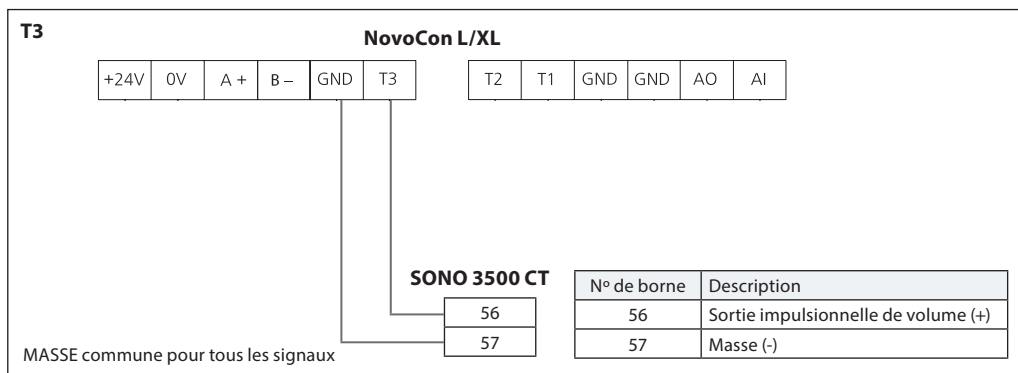 T3
NovoCon L/XL
+24V 0V A + B – GND T3 T2 T1 GND GND AO AI
SONO 3500 CT
56
57
Nº de borne Description
56 Sortie impulsionnelle de volume (+)
57 Masse (-)
MASSE commune pour tous les signaux